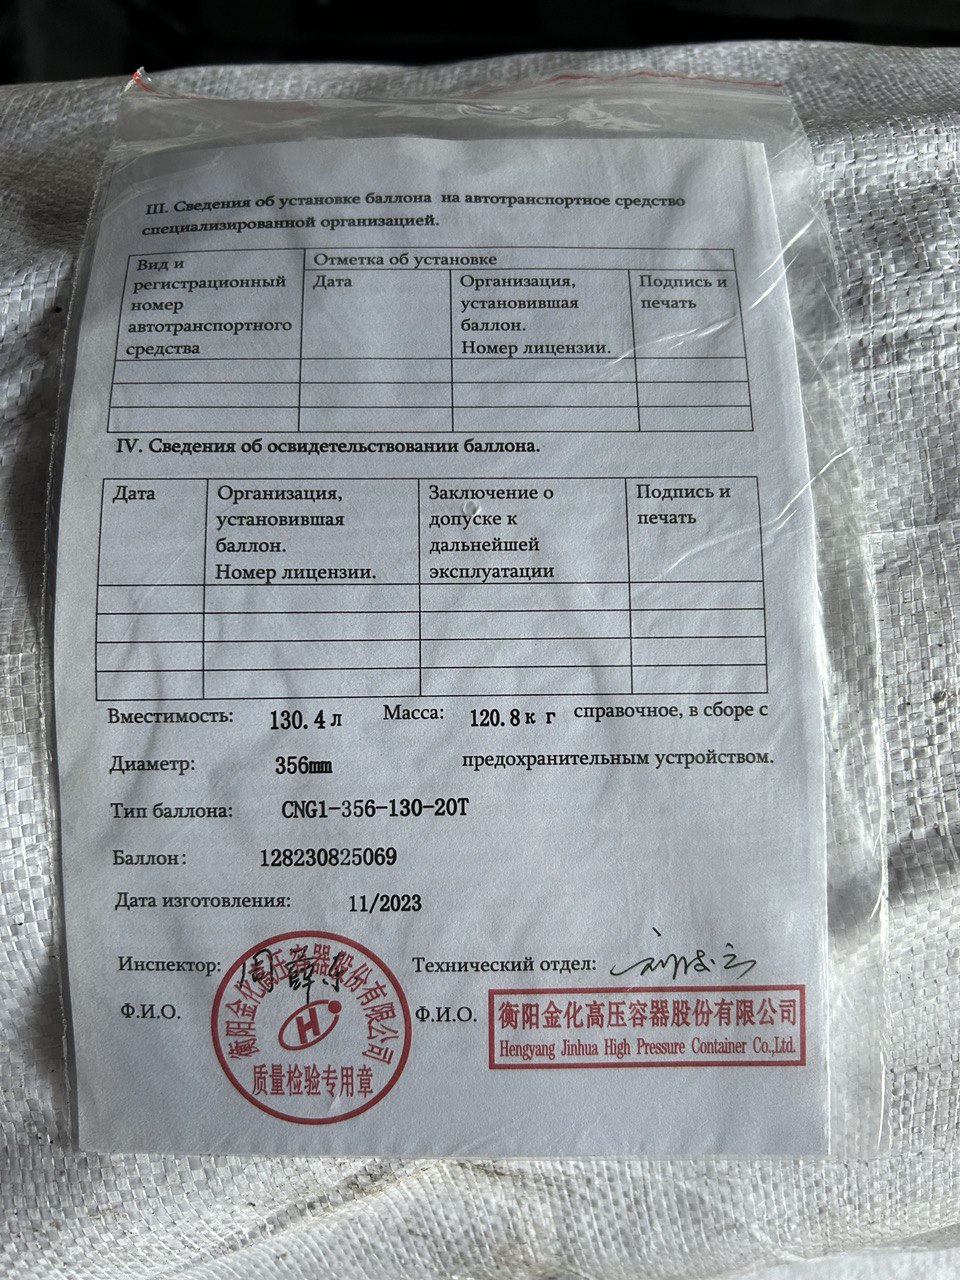 III. Сведения об установке баллона на автотранспортное средство
специализированной организацией.
Вид и
регистрационный
номер
автотранспортного
средства
Отметка об установке
Дата
Организация,
установившая
баллон.
Номер лицензии.
Подпись и
печать
IV. Сведения об освидетельствовании баллона.
Дата
Организация,
установившая
баллон.
Номер лицензии.
Заключение о
допуске к
дальнейшей
эксплуатации
Подпись и
печать
Вместимость: 130.4 л Масса: 120.8 к г справочное, в сборе с
Диаметр: 356mm предохранительным устройством.
Тип баллона: CNG1-356-130-20T
Баллон: 128230825069
Дата изготовления: 11/2023
Инспектор: Технический отдел:
Ф.И.О. Ф.И.О.
衡阳金化高压容器股份有限公司
H
质量检验专用章
衡阳金化高压容器股份有限公司
Hengyang Jinhua High Pressure Container Co.,Ltd.